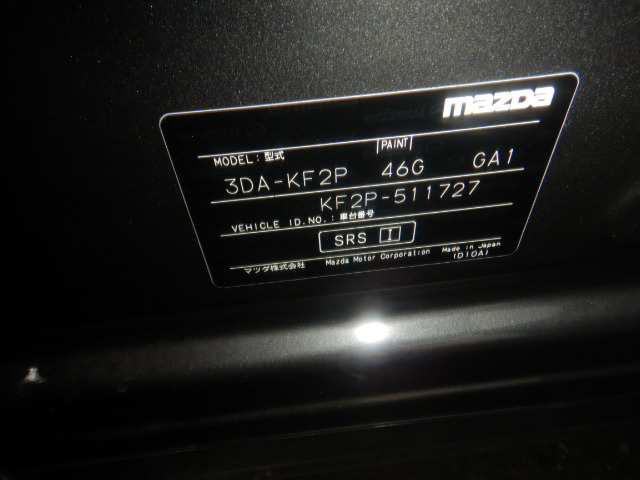 mazda
MODEL: 型式 PAINT
3DA-KF2P 46G GA1
KF2P-511727
VEHICLE ID.NO.: 車台番号
SRS I
マツダ株式会社 Mazda Motor Corporation Made in Japan
(D10A)